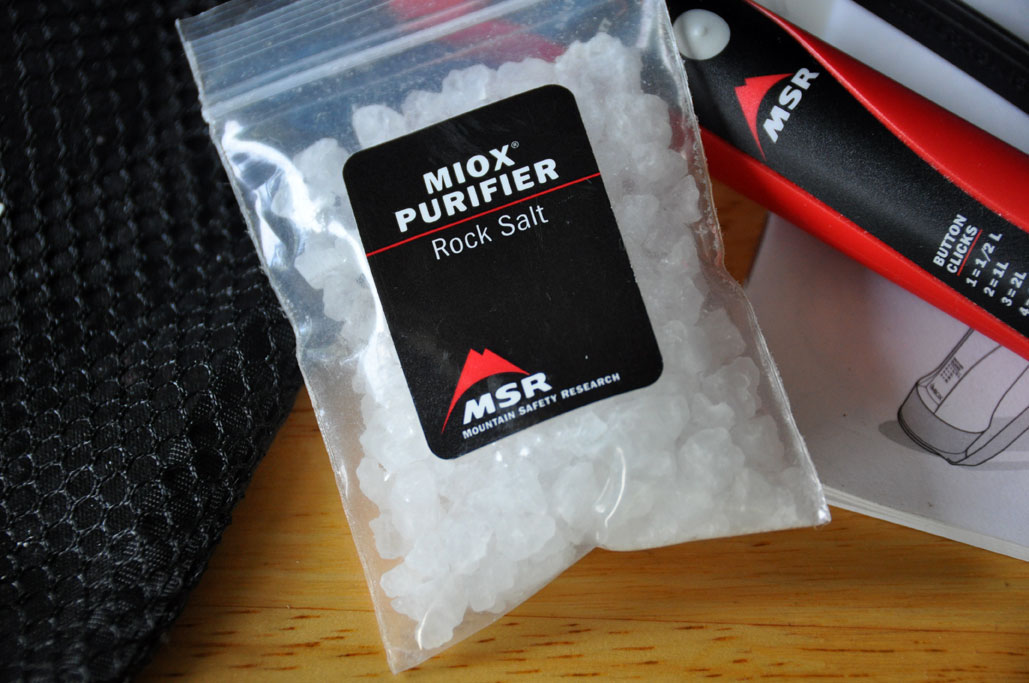 MIOX®
PURIFIER
Rock Salt
MSR
MOUNTAIN SAFETY RESEARCH
MSR
BUTTON
CLICKS
1=1/2 L
2=1L
3=2L